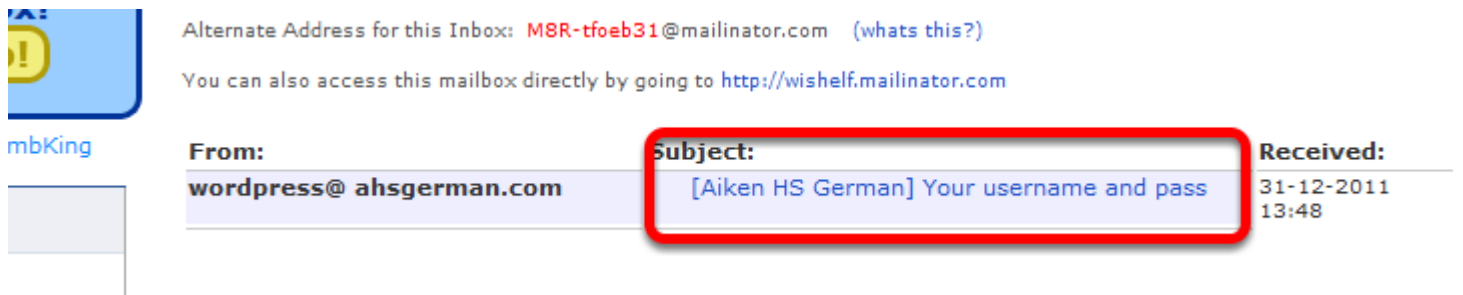 Alternate Address for this Inbox: M8R-tfoeb31@mailinator.com (whats this?)
!
You can also access this mailbox directly by going to http://wishelf.mailinator.com
mbKing
From: Subject: Received:
wordpress@ ahsgerman.com [Aiken HS German] Your username and pass 31-12-2011
13:48